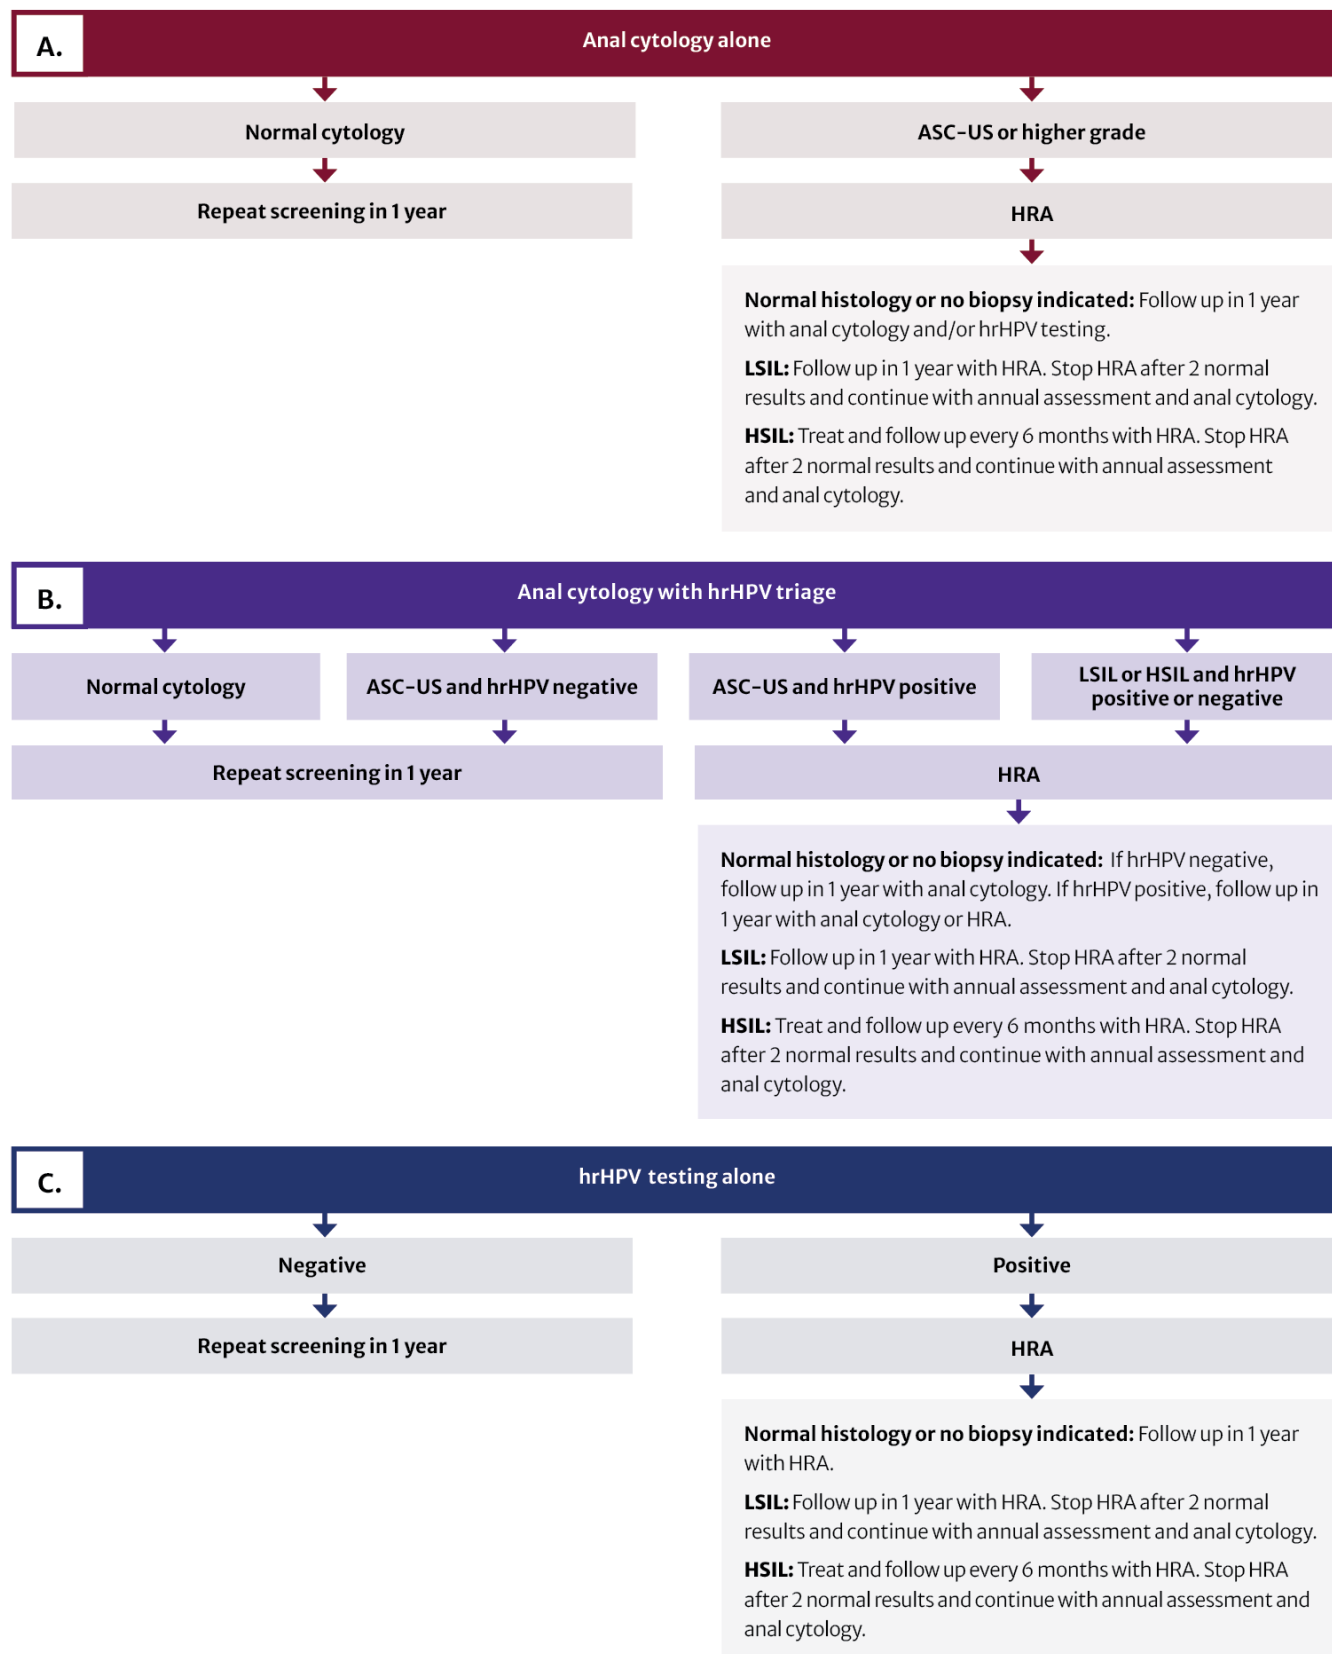 A.
Anal cytology alone
Normal cytology
ASC-US or higher grade
Repeat screening in 1 year
HRA
Normal histology or no biopsy indicated: Follow up in 1 year
with anal cytology and/or hrHPV testing.
LSIL: Follow up in 1 year with HRA. Stop HRA after 2 normal
results and continue with annual assessment and anal cytology.
HSIL: Treat and follow up every 6 months with HRA. Stop HRA
after 2 normal results and continue with annual assessment
and anal cytology.
B.
Anal cytology with hrHPV triage
Normal cytology
ASC-US and hrHPV negative
ASC-US and hrHPV positive
LSIL or HSIL and hrHPV
positive or negative
Repeat screening in 1 year
HRA
Normal histology or no biopsy indicated: If hrHPV negative,
follow up in 1 year with anal cytology. If hrHPV positive, follow up in
1 year with anal cytology or HRA.
LSIL: Follow up in 1 year with HRA. Stop HRA after 2 normal
results and continue with annual assessment and anal cytology.
HSIL: Treat and follow up every 6 months with HRA. Stop HRA
after 2 normal results and continue with annual assessment and
anal cytology.
C.
hrHPV testing alone
Negative
Positive
Repeat screening in 1 year
HRA
Normal histology or no biopsy indicated: Follow up in 1 year
with HRA.
LSIL: Follow up in 1 year with HRA. Stop HRA after 2 normal
results and continue with annual assessment and anal cytology.
HSIL: Treat and follow up every 6 months with HRA. Stop HRA
after 2 normal results and continue with annual assessment and
anal cytology.